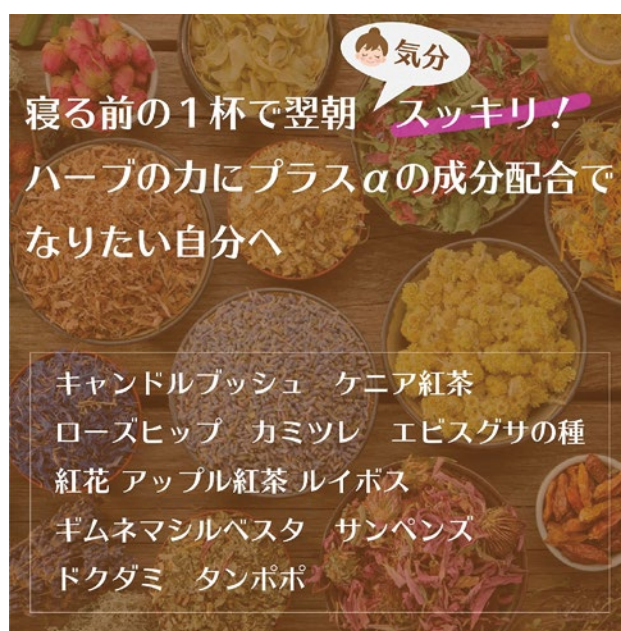 気分
寝る前の１杯で翌朝　スッキリ！
ハーブの力にプラスαの成分配合で
なりたい自分へ
キャンドルブッシュ　ケニア紅茶
ローズヒップ　カミツレ　エビスグサの種
紅花 アップル紅茶 ルイボス
ギムネマシルベスタ　サンペンズ
ドクダミ　タンポポ